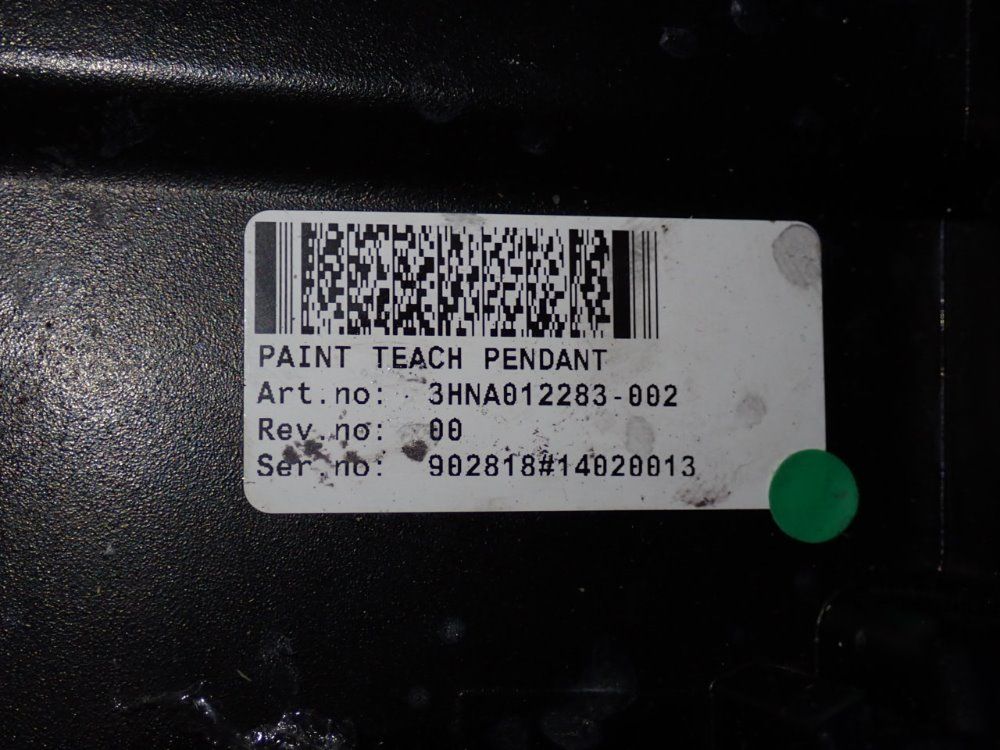 PAINT TEACH PENDANT
Art.no: 3HNA012283-002
Rev.no: 00
Ser.no: 902818#14020013